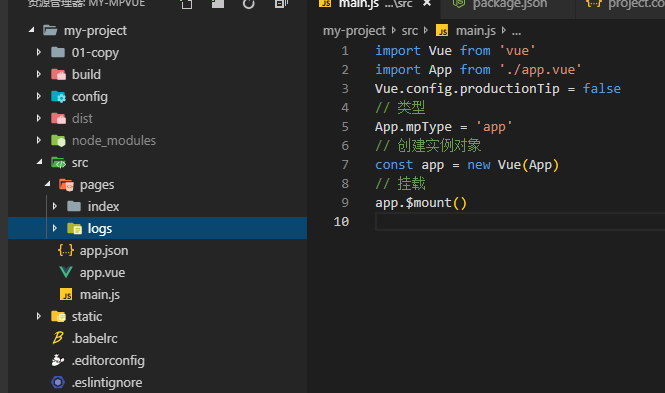 资源管理器: MY-MPVUE
my-project
01-copy
build
config
dist
node_modules
src
pages
index
logs
app.json
app.vue
main.js
static
.babelrc
.editorconfig
.eslintignore
main.js ...\src × package.json project.co
my-project > src > main.js > ...
1 import Vue from 'vue'
2 import App from './app.vue'
3 Vue.config.productionTip = false
4 // 类型
5 App.mpType = 'app'
6 // 创建实例对象
7 const app = new Vue(App)
8 // 挂载
9 app.$mount()
10